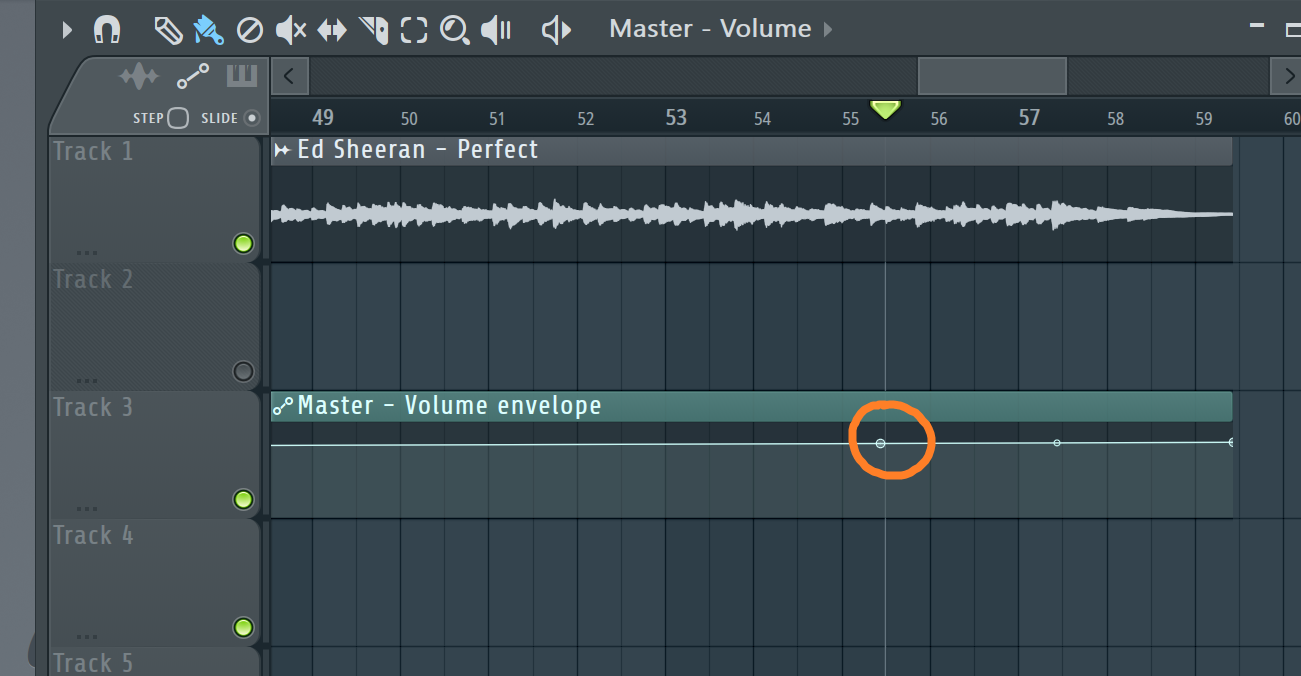 Master - Volume
STEP SLIDE
49 50 51 52 53 54 55 56 57 58 59 60
Track 1
Ed Sheeran - Perfect
Track 2
Track 3
Master - Volume envelope
Track 4
Track 5